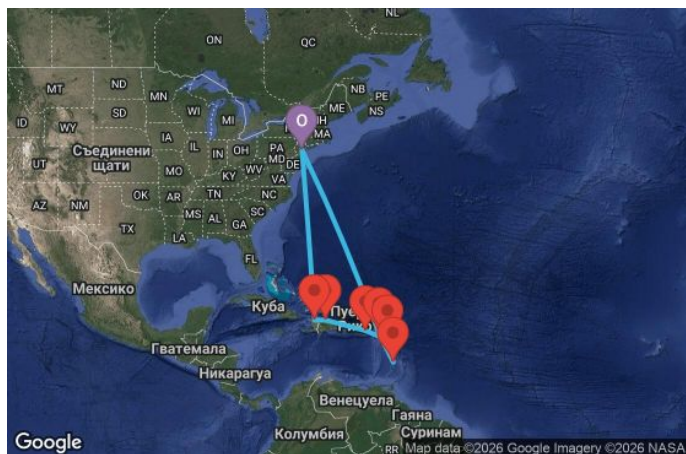 NL
ON
QC
MT
ND
NB
PE
MN
ME
NS
ID
SD
WI
MI
O
WY
MA
IA
IL
IN
OH
PA
MD
DE
UT
Съединени
щати
KY
WV
VA
MO
OK
AR
TN
NC
AZ
NM
MS
AL
SC
GA
TX
LA
FL
Мексико
Куба
Гватемала
Никарагуа
Венецуела
Гаяна
Колумбия
Суринам
RR
Google
Map data ©2026 Google Imagery ©2026 NASA